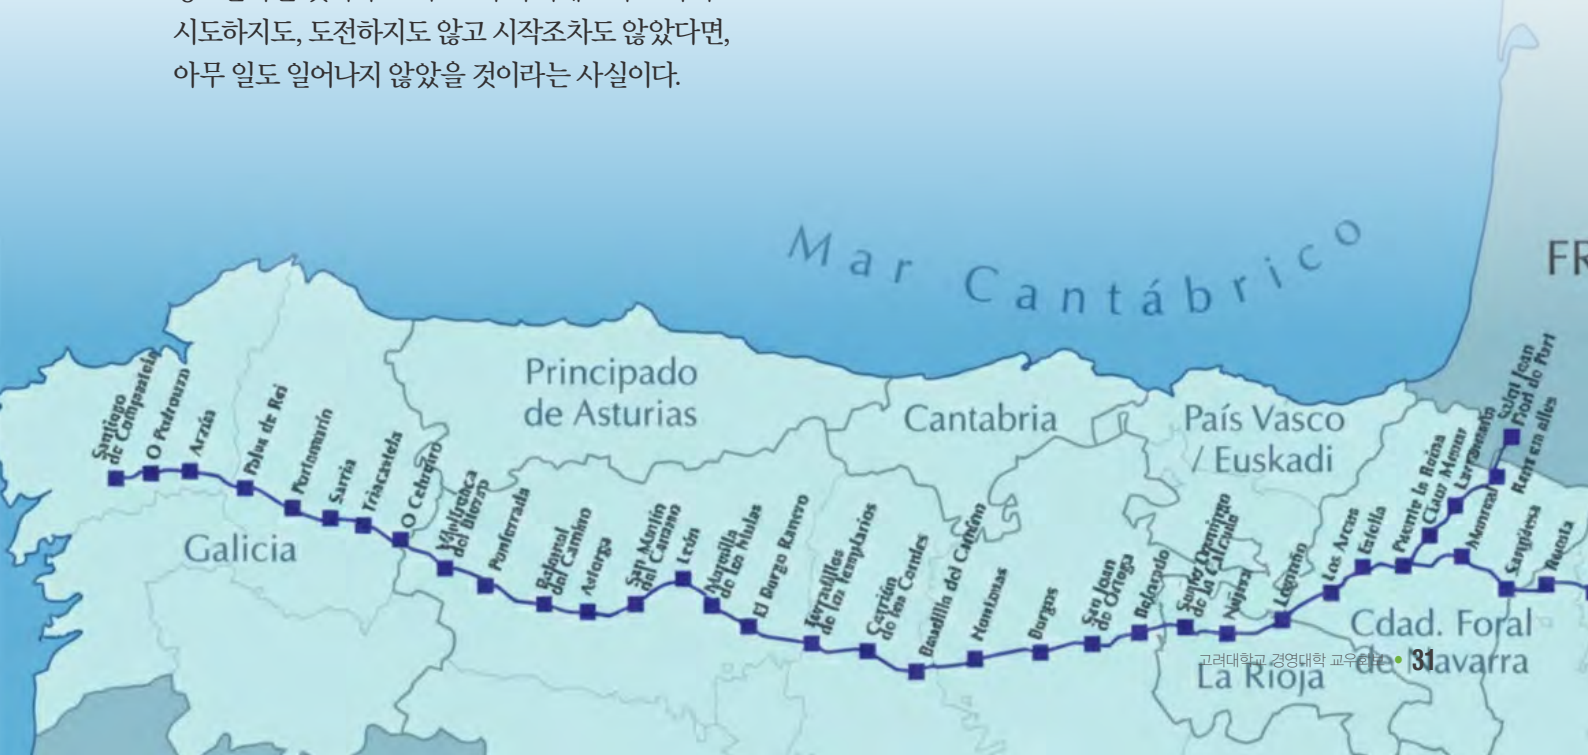 시도하지도, 도전하지도 않고 시작조차도 않았다면,
아무 일도 일어나지 않았을 것이라는 사실이다.
Mar Cantábrico
FR
Principado
de Asturias
Cantabria
País Vasco
/ Euskadi
Galicia
Cdad. Foral
de Navarra
La Rioja
Santiago
de Compostela
O Pedrouzo
Arzúa
Palas de Rei
Portomarín
Sarria
Triacastela
O Cebreiro
Villafranca
del Bierzo
Ponferrada
Rabanal
del Camino
Astorga
San Martín
del Camino
León
Mansilla
de las Mulas
El Burgo Ranero
Terradillos
de los Templarios
Carrión
de los Condes
Boadilla del Camino
Hontanas
Burgos
San Juan
de Ortega
Belorado
Santo Domingo
de la Calzada
Nájera
Logroño
Los Arcos
Estella
Puente la Reina
Cizur Menor
Larrasoaña
Saint Jean
Pied de Port
Monreal
Sangüesa
Ruesta
고려대학교 경영대학 교우회보 • 31